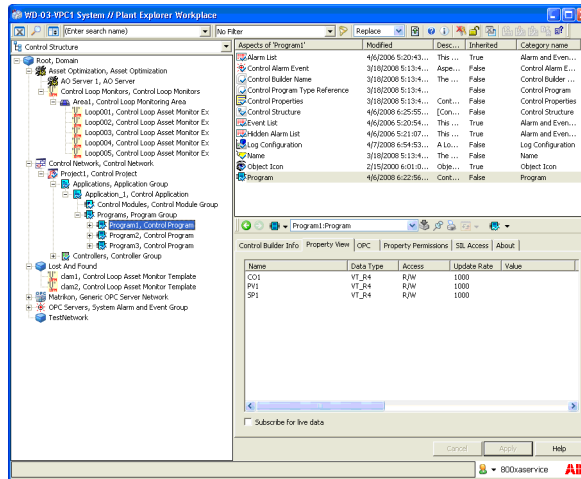 WD-03-VPC1 System // Plant Explorer Workplace
(Enter search name)
No Filter
Replace
Control Structure
Root, Domain
Asset Optimization, Asset Optimization
AO Server 1, AO Server
Control Loop Monitors, Control Loop Monitors
Area1, Control Loop Monitoring Area
Loop001, Control Loop Asset Monitor Ex
Loop002, Control Loop Asset Monitor Ex
Loop003, Control Loop Asset Monitor Ex
Loop004, Control Loop Asset Monitor Ex
Loop005, Control Loop Asset Monitor Ex
Control Network, Control Network
Project1, Control Project
Applications, Application Group
Application_1, Control Application
Control Modules, Control Module Group
Programs, Program Group
Program1, Control Program
Program2, Control Program
Program3, Control Program
Controllers, Controller Group
Lost And Found
clam1, Control Loop Asset Monitor Template
clam2, Control Loop Asset Monitor Template
Matrikon, Generic OPC Server Network
OPC Servers, System Alarm and Event Group
TestNetwork
Aspects of 'Program1' Modified Desc... Inherited Category name
Alarm List 4/6/2006 5:20:43... This ... True Alarm and Even...
Control Alarm Event 3/18/2008 5:13:4... Aspe... False Control Alarm E...
Control Builder Name 3/18/2008 5:13:4... The ... False Control Builder ...
Control Program Type Reference 3/18/2008 5:13:4... False Control Program
Control Properties 3/18/2008 5:13:4... Cont... False Control Properties
Control Structure 4/6/2008 6:25:55... [Con... False Control Structure
Event List 4/6/2006 5:20:54... This ... True Alarm and Even...
Hidden Alarm List 4/6/2006 5:21:07... This ... True Alarm and Even...
Log Configuration 4/7/2008 6:54:53... A Lo... False Log Configuration
Name 3/18/2008 5:13:4... The ... False Name
Object Icon 2/15/2000 6:01:0... Obje... True Object Icon
Program 4/6/2008 6:22:56... Cont... False Program
Program1:Program
Control Builder Info Property View OPC Property Permissions SIL Access About
Name Data Type Access Update Rate Value
CO1 VT_R4 R/W 1000
PV1 VT_R4 R/W 1000
SP1 VT_R4 R/W 1000
Subscribe for live data
Cancel Apply Help
800xaservice